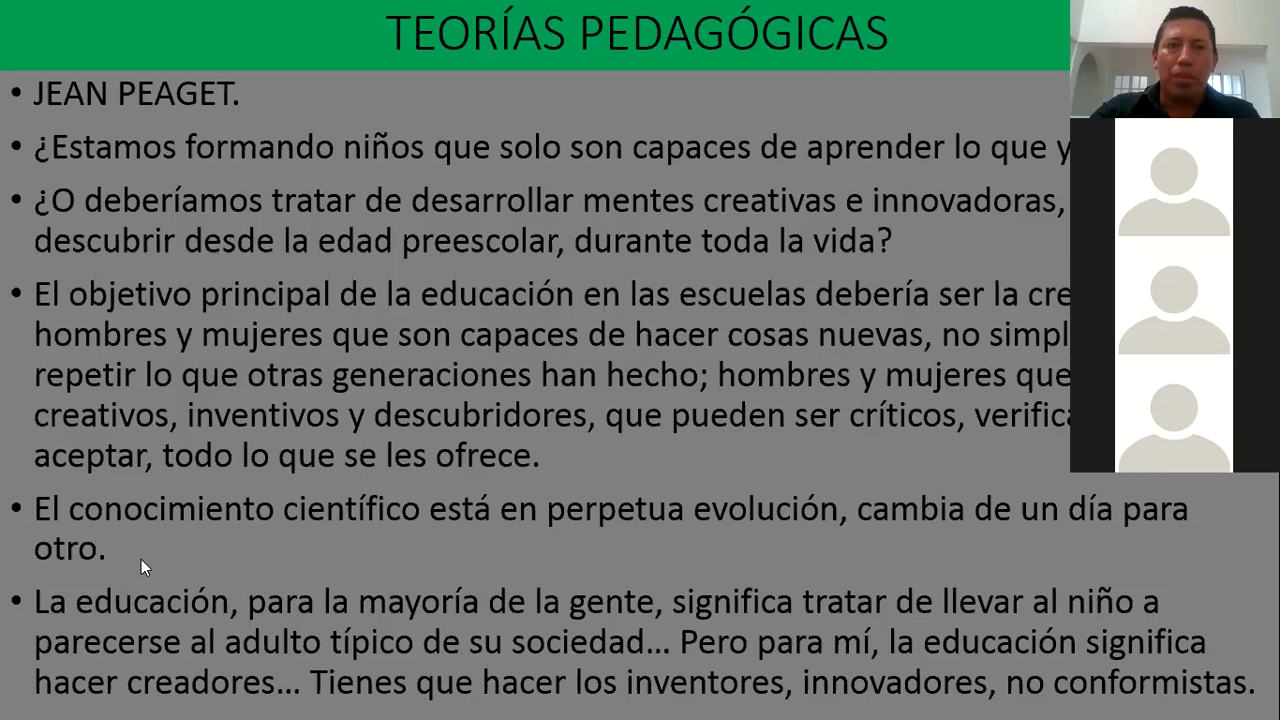 TEORÍAS PEDAGÓGICAS
• JEAN PEAGET.
• ¿Estamos formando niños que solo son capaces de aprender lo que
• ¿O deberíamos tratar de desarrollar mentes creativas e innovadoras,
descubrir desde la edad preescolar, durante toda la vida?
• El objetivo principal de la educación en las escuelas debería ser la
hombres y mujeres que son capaces de hacer cosas nuevas, no
repetir lo que otras generaciones han hecho; hombres y mujeres que
creativos, inventivos y descubridores, que pueden ser críticos,
aceptar, todo lo que se les ofrece.
• El conocimiento científico está en perpetua evolución, cambia de un día para
otro.
• La educación, para la mayoría de la gente, significa tratar de llevar al niño a
parecerse al adulto típico de su sociedad... Pero para mí, la educación significa
hacer creadores... Tienes que hacer los inventores, innovadores, no conformistas.